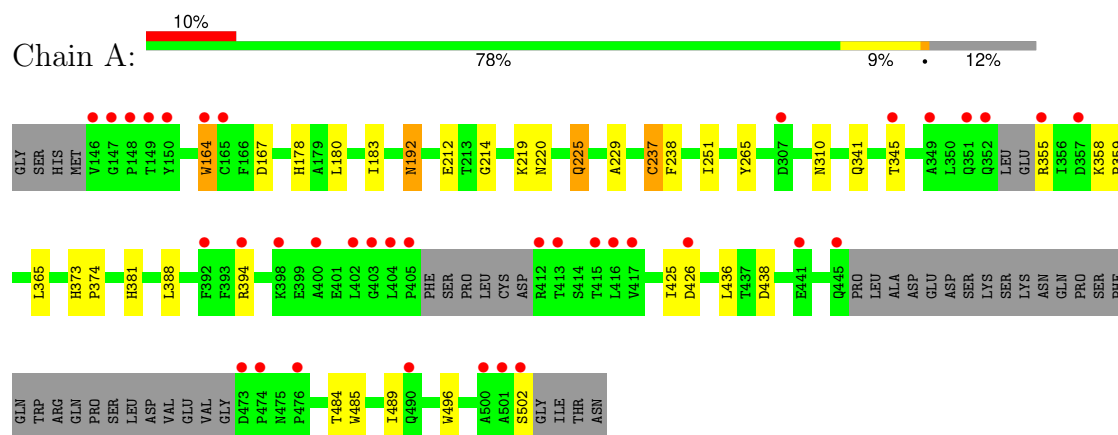 10%
Chain A:
78% 9% • 12%
GLY SER HIS MET V146 G147 P148 T149 Y150 W164 C165 F166 D167 H178 A179 L180 I183 N192 E212 T213 G214 K219 N220 Q225 A229 C237 F238 I251 Y265 D307 N310 Q341 T345 A349 L350 Q351 Q352 LEU GLU R355 I356 D357 K358
L365 H373 P374 H381 L388 F392 F393 R394 K398 E399 A400 E401 L402 G403 L404 P405 PHE SER PRO LEU CYS ASP R412 T413 S414 T415 L416 V417 I425 D426 L436 T437 D438 E441 Q445 PRO LEU ALA ASP GLU ASP SER LYS SER LYS ASN GLN PRO SER PHE
GLN TRP ARG GLN PRO SER LEU ASP VAL GLU VAL GLY D473 P474 N475 P476 T484 W485 I489 Q490 W496 A500 A501 S502 GLY ILE THR ASN